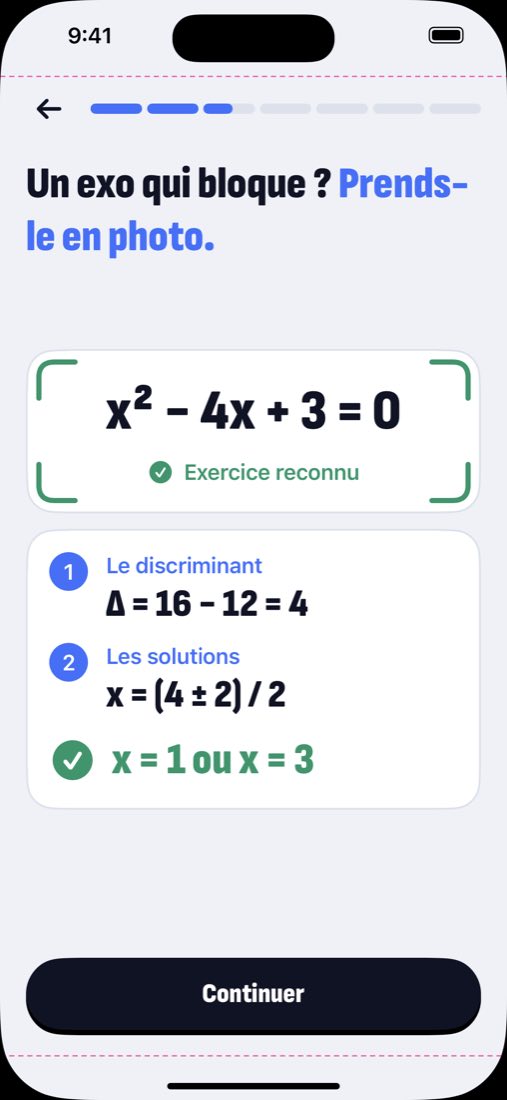 9:41
Un exo qui bloque ? Prends-
le en photo.
x² − 4x + 3 = 0
Exercice reconnu
1 Le discriminant
Δ = 16 − 12 = 4
2 Les solutions
x = (4 ± 2) / 2
x = 1 ou x = 3
Continuer